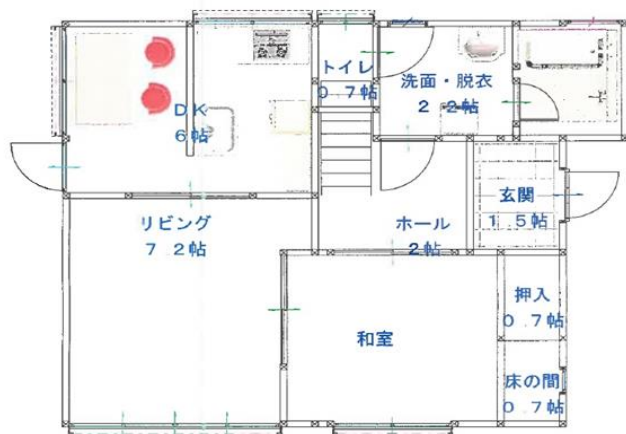 トイレ
0.7帖
洗面・脱衣
2.2帖
DK
6帖
玄関
1.5帖
リビング
7.2帖
ホール
2帖
押入
0.7帖
和室
床の間
0.7帖